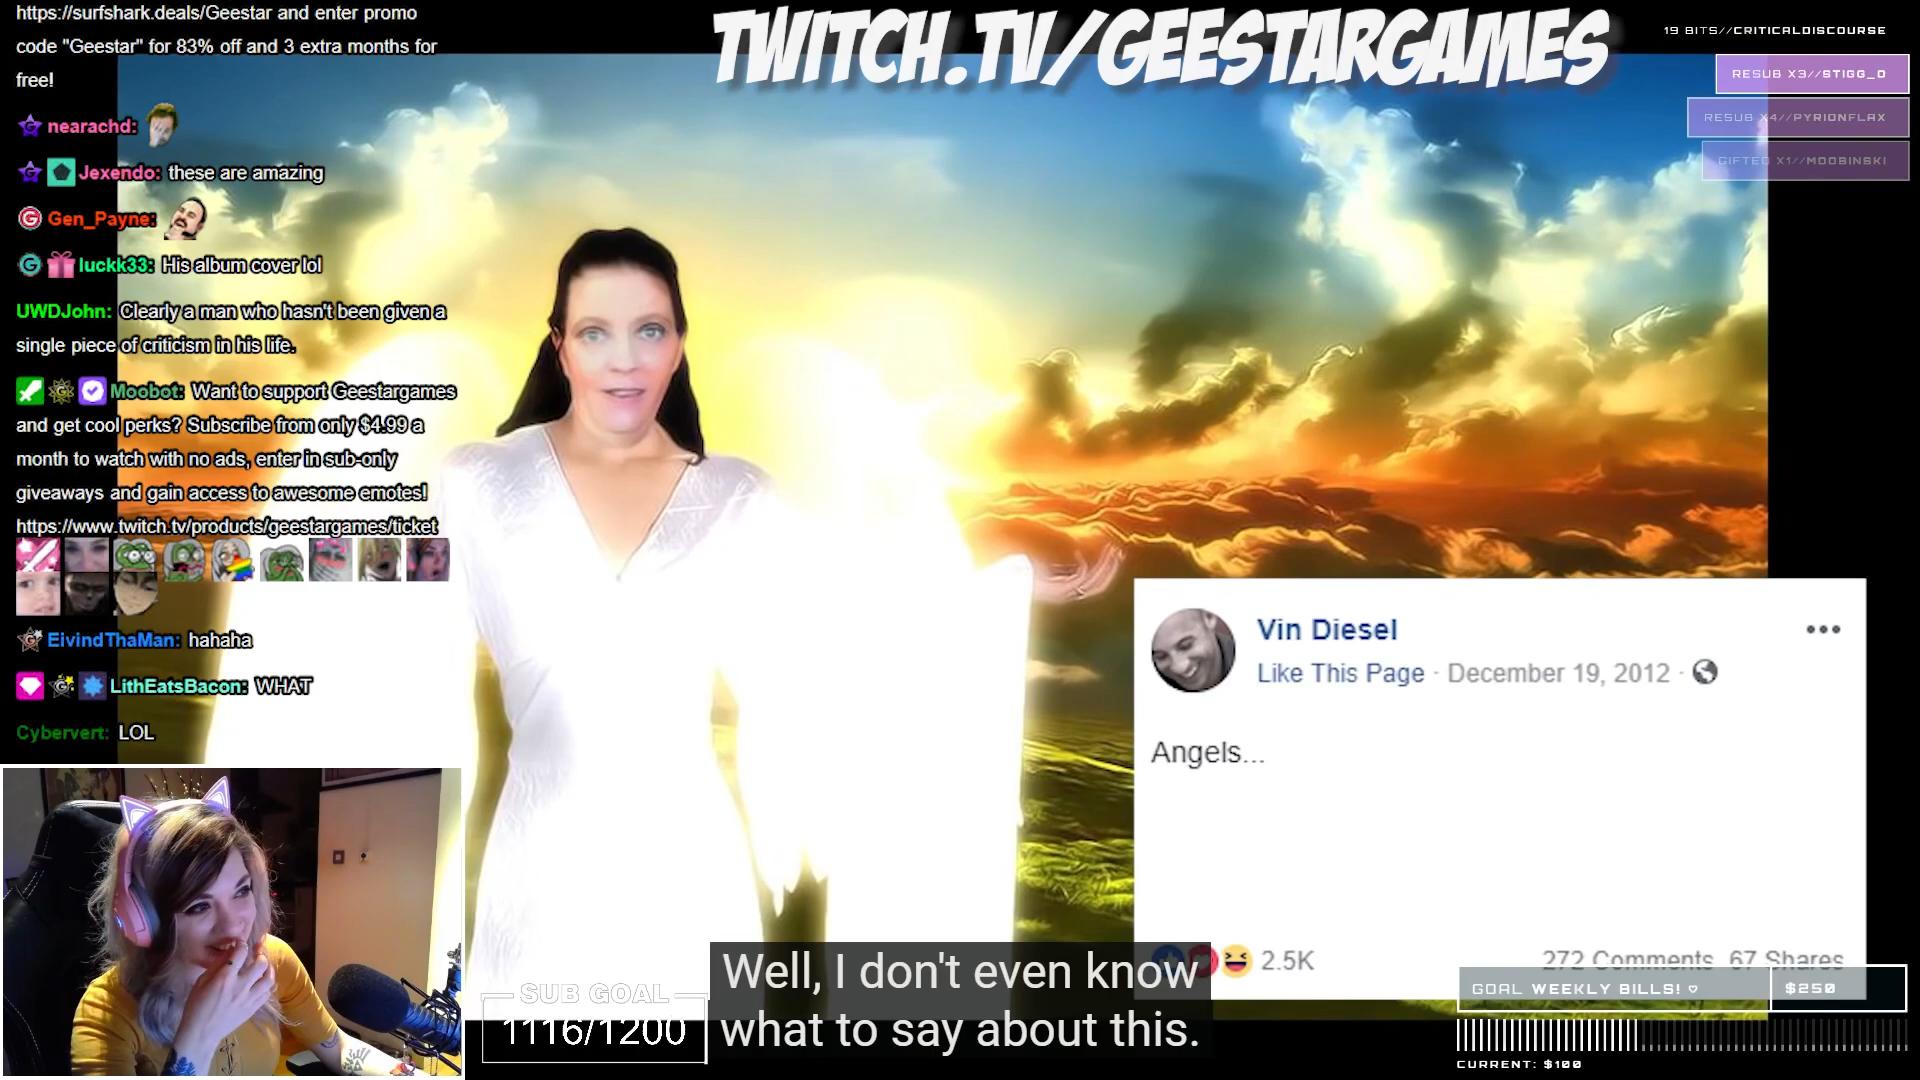 https://surfshark.deals/Geestar and enter promo
code "Geestar" for 83% off and 3 extra months for
free!
nearachd:
Jexendo: these are amazing
Gen_Payne:
luckk33: His album cover lol
UWDJohn: Clearly a man who hasn't been given a
single piece of criticism in his life.
Moobot: Want to support Geestargames
and get cool perks? Subscribe from only $4.99 a
month to watch with no ads, enter in sub-only
giveaways and gain access to awesome emotes!
https://www.twitch.tv/products/geestargames/ticket
EivindThaMan: hahaha
LithEatsBacon: WHAT
Cybervert: LOL
TWITCH.TV/GEESTARGAMES
19 BITS//CRITICALDISCOURSE
RESUB X3//STIGG_D
RESUB X4//PYRIONFLAX
GIFTED X1//MOOBINSKI
Vin Diesel
Like This Page · December 19, 2012 ·
Angels...
2.5K
272 Comments 67 Shares
SUB GOAL
1116/1200
Well, I don't even know
what to say about this.
GOAL WEEKLY BILLS! ♡
$250
CURRENT: $100